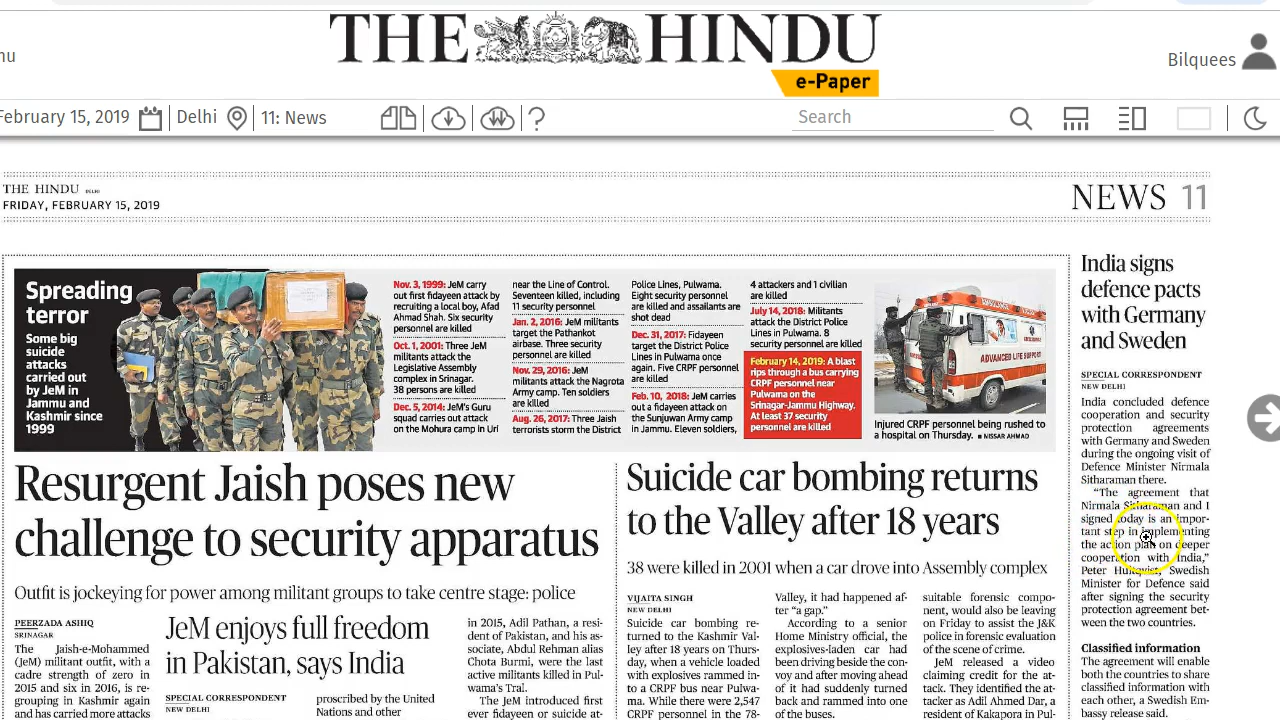 nu
THE HINDU
e-Paper
Bilquees
February 15, 2019
Delhi
11: News
?
Search
THE HINDU DELHI
FRIDAY, FEBRUARY 15, 2019
NEWS 11
Spreading
terror
Some big
suicide
attacks
carried out
by JeM in
Jammu and
Kashmir since
1999
Nov. 3, 1999: JeM carry
out first fidayeen attack by
recruiting a local boy, Afad
Ahmad Shah. Six security
personnel are killed
Oct. 1, 2001: Three JeM
militants attack the
Legislative Assembly
complex in Srinagar.
38 persons are killed
Dec. 5, 2014: JeM's Guru
squad carries out attack
on the Mohura camp in Uri
near the Line of Control.
Seventeen killed, including
11 security personnel
Jan. 2, 2016: JeM militants
target the Pathankot
airbase. Three security
personnel are killed
Nov. 29, 2016: JeM
militants attack the Nagrota
Army camp. Ten soldiers
are killed
Aug. 26, 2017: Three Jaish
terrorists storm the District
Police Lines, Pulwama.
Eight security personnel
are killed and assailants are
shot dead
Dec. 31, 2017: Fidayeen
target the District Police
Lines in Pulwama once
again. Five CRPF personnel
are killed
Feb. 10, 2018: JeM carries
out a fidayeen attack on
the Sunjuwan Army camp
in Jammu. Eleven soldiers,
4 attackers and 1 civilian
are killed
July 14, 2018: Militants
attack the District Police
Lines in Pulwama. 8
security personnel are killed
February 14, 2019: A blast
rips through a bus carrying
CRPF personnel near
Pulwama on the
Srinagar-Jammu Highway.
At least 37 security
personnel are killed
AMBULANCE
ADVANCED LIFE SUPPORT
Injured CRPF personnel being rushed to
a hospital on Thursday. ■ NISSAR AHMAD
Resurgent Jaish poses new
challenge to security apparatus
Outfit is jockeying for power among militant groups to take centre stage: police
PEERZADA ASHIQ
SRINAGAR
The Jaish-e-Mohammed
(JeM) militant outfit, with a
cadre strength of zero in
2015 and six in 2016, is re-
grouping in Kashmir again
and has carried more attacks
JeM enjoys full freedom
in Pakistan, says India
SPECIAL CORRESPONDENT
NEW DELHI
proscribed by the United
Nations and other
in 2015, Adil Pathan, a resi-
dent of Pakistan, and his as-
sociate, Abdul Rehman alias
Chota Burmi, were the last
active militants killed in Pul-
wama's Tral.
The JeM introduced first
ever fidayeen or suicide at-
Suicide car bombing returns
to the Valley after 18 years
38 were killed in 2001 when a car drove into Assembly complex
VIJAITA SINGH
NEW DELHI
Suicide car bombing re-
turned to the Kashmir Val-
ley after 18 years on Thurs-
day, when a vehicle loaded
with explosives rammed in-
to a CRPF bus near Pulwa-
ma. While there were 2,547
CRPF personnel in the 78-
Valley, it had happened af-
ter “a gap.”
According to a senior
Home Ministry official, the
explosives-laden car had
been driving beside the con-
voy and after moving ahead
of it had suddenly turned
back and rammed into one
of the buses.
suitable forensic compo-
nent, would also be leaving
on Friday to assist the J&K
police in forensic evaluation
of the scene of crime.
JeM released a video
claiming credit for the at-
tack. They identified the at-
tacker as Adil Ahmed Dar, a
resident of Kakapora in Pul-
India signs
defence pacts
with Germany
and Sweden
SPECIAL CORRESPONDENT
NEW DELHI
India concluded defence
cooperation and security
protection agreements
with Germany and Sweden
during the ongoing visit of
Defence Minister Nirmala
Sitharaman there.
“The agreement that
Nirmala Sitharaman and I
signed today is an impor-
tant step in implementing
the action plan on deeper
cooperation with India,”
Peter Hultqvist, Swedish
Minister for Defence said
after signing the security
protection agreement bet-
ween the two countries.
Classified information
The agreement will enable
both the countries to share
classified information with
each other, a Swedish Em-
bassy release said.